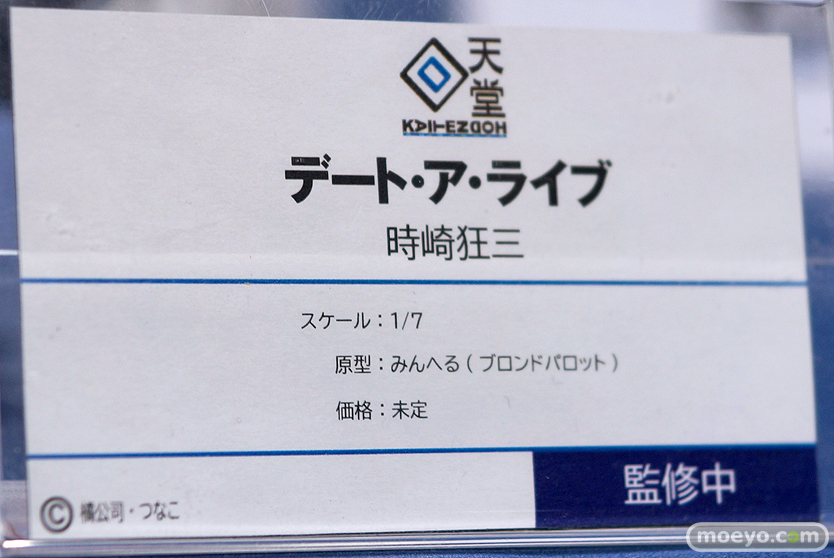 天堂
KAITENDOH
デート・ア・ライブ
時崎狂三
スケール：1/7
原型：みんへる（ブロンドパロット）
価格：未定
© 橘公司・つなこ
監修中
moeyo.com